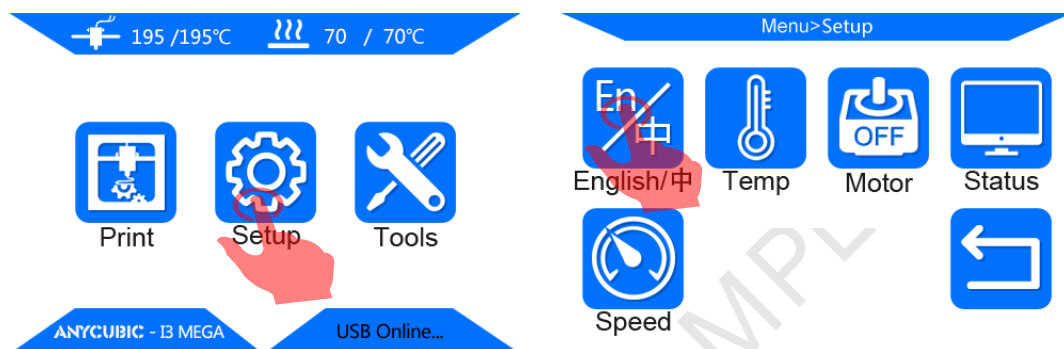 195 /195℃ 70 / 70℃
Print Setup Tools
ANYCUBIC - I3 MEGA USB Online...
Menu>Setup
En/中 OFF
English/中 Temp Motor Status
Speed
MPL